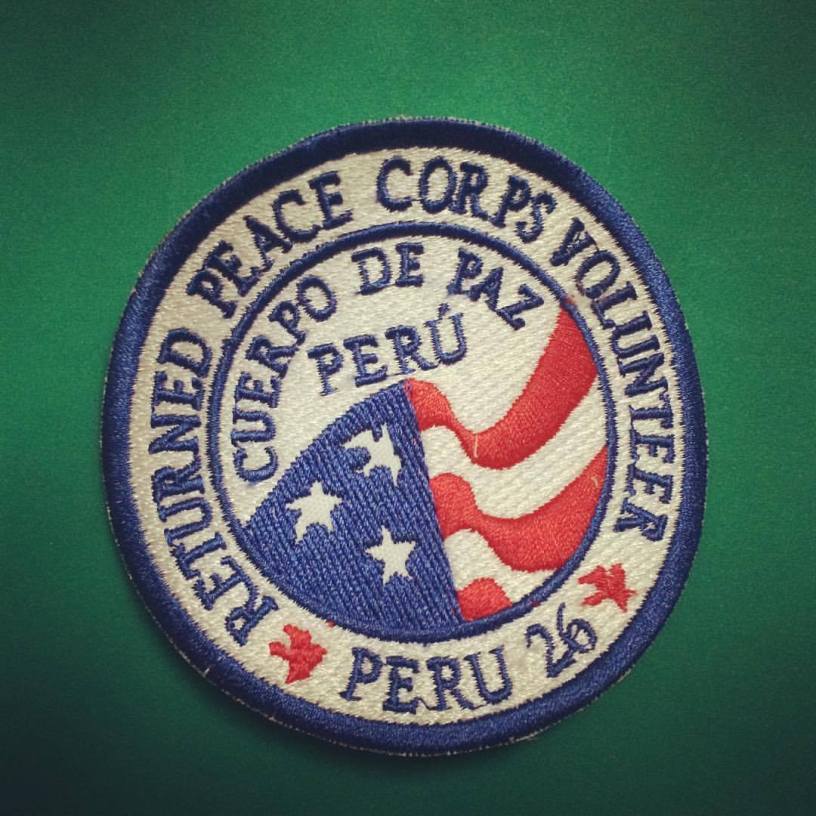 RETURNED PEACE CORPS VOLUNTEER
CUERPO DE PAZ
PERÚ
PERU 26